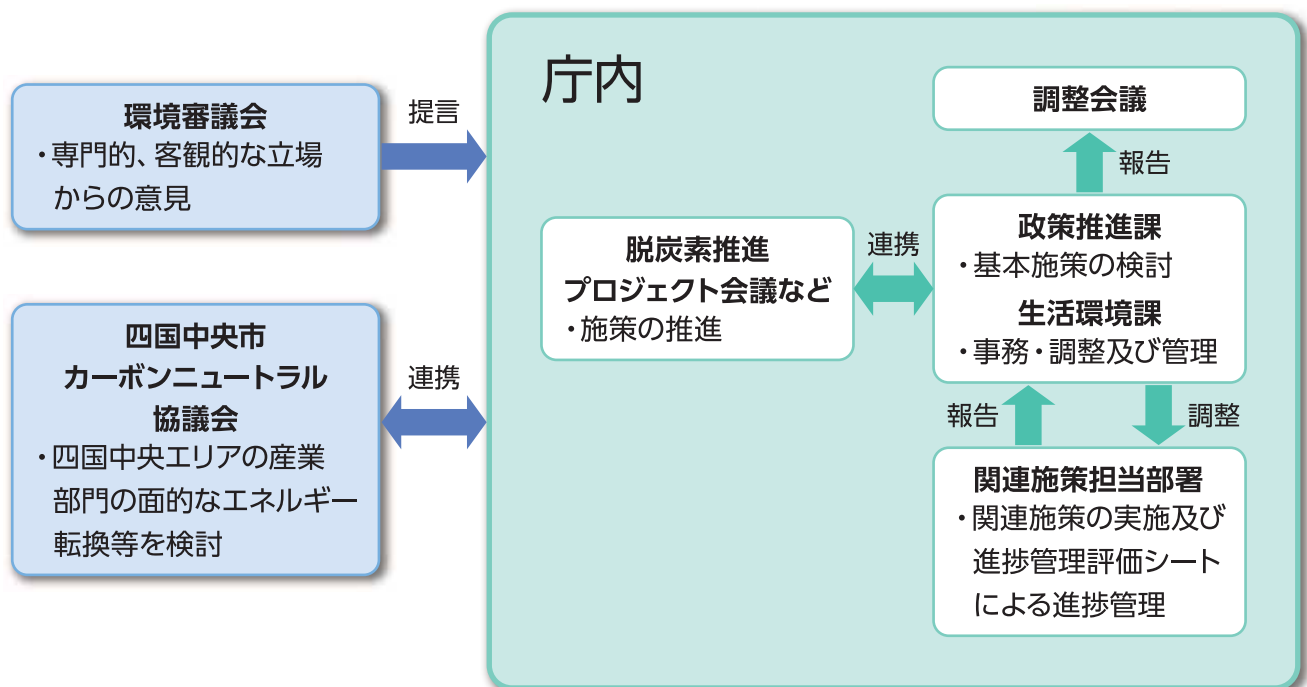 環境審議会
・専門的、客観的な立場
からの意見
提言
四国中央市
カーボンニュートラル
協議会
・四国中央エリアの産業
部門の面的なエネルギー
転換等を検討
連携
庁内
調整会議
報告
脱炭素推進
プロジェクト会議など
・施策の推進
連携
政策推進課
・基本施策の検討
生活環境課
・事務・調整及び管理
報告
調整
関連施策担当部署
・関連施策の実施及び
進捗管理評価シート
による進捗管理